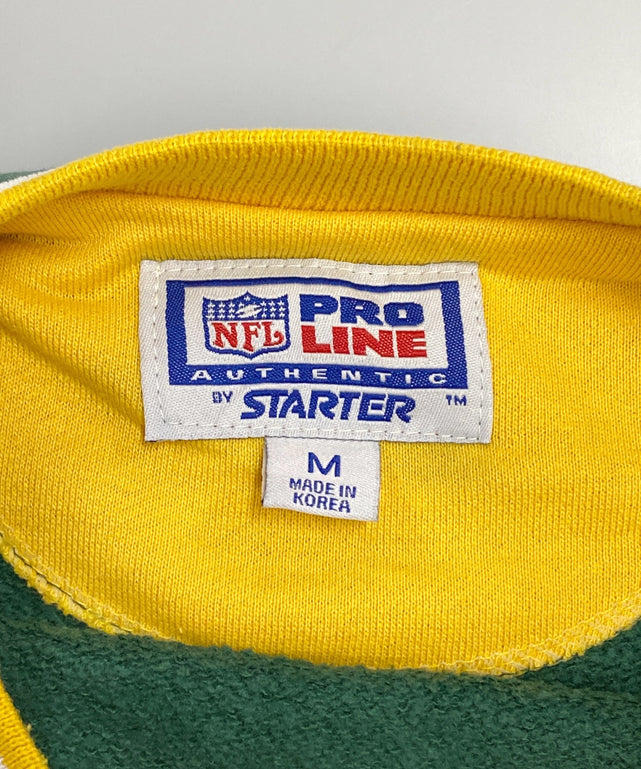 NFL
PRO
LINE
AUTHENTIC
BY STARTER ™
M
MADE IN
KOREA